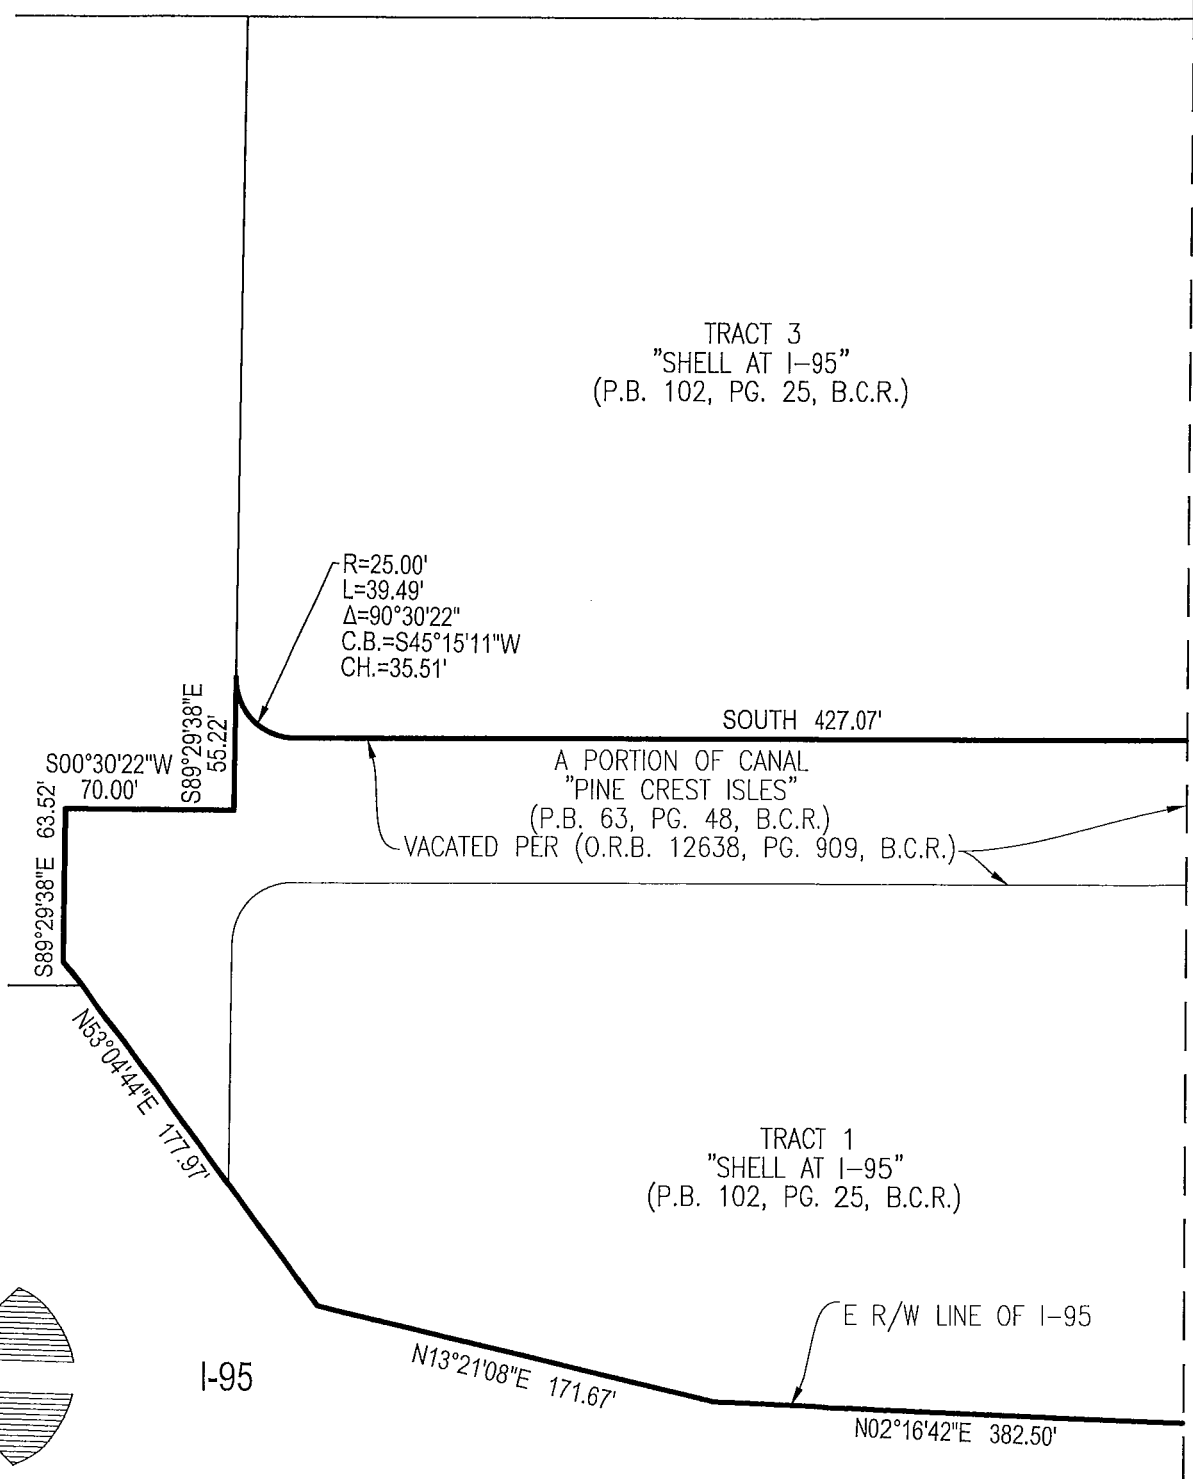 TRACT 3
"SHELL AT I-95"
(P.B. 102, PG. 25, B.C.R.)
R=25.00'
L=39.49'
Δ=90°30'22"
C.B.=S45°15'11"W
CH.=35.51'
SOUTH 427.07'
S89°29'38"E
55.22'
S00°30'22"W
70.00'
S89°29'38"E 63.52'
A PORTION OF CANAL
"PINE CREST ISLES"
(P.B. 63, PG. 48, B.C.R.)
VACATED PER (O.R.B. 12638, PG. 909, B.C.R.)
N53°04'44"E 177.97'
TRACT 1
"SHELL AT I-95"
(P.B. 102, PG. 25, B.C.R.)
E R/W LINE OF I-95
I-95
N13°21'08"E 171.67'
N02°16'42"E 382.50'